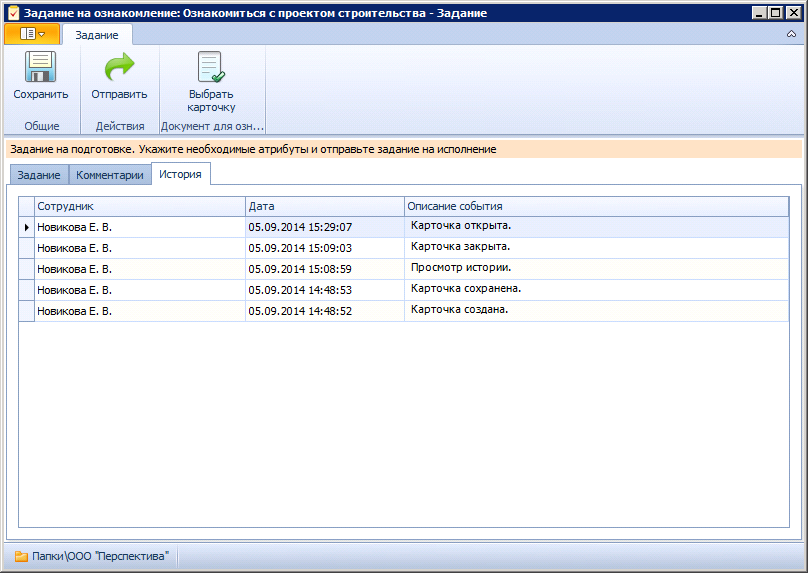 Задание на ознакомление: Ознакомиться с проектом строительства - Задание
Задание
Сохранить
Отправить
Выбрать
карточку
Общие
Действия
Документ для озн...
Задание на подготовке. Укажите необходимые атрибуты и отправьте задание на исполнение
Задание Комментарии История
Сотрудник Дата Описание события
Новикова Е. В. 05.09.2014 15:29:07 Карточка открыта.
Новикова Е. В. 05.09.2014 15:09:03 Карточка закрыта.
Новикова Е. В. 05.09.2014 15:08:59 Просмотр истории.
Новикова Е. В. 05.09.2014 14:48:53 Карточка сохранена.
Новикова Е. В. 05.09.2014 14:48:52 Карточка создана.
Папки\ООО "Перспектива"